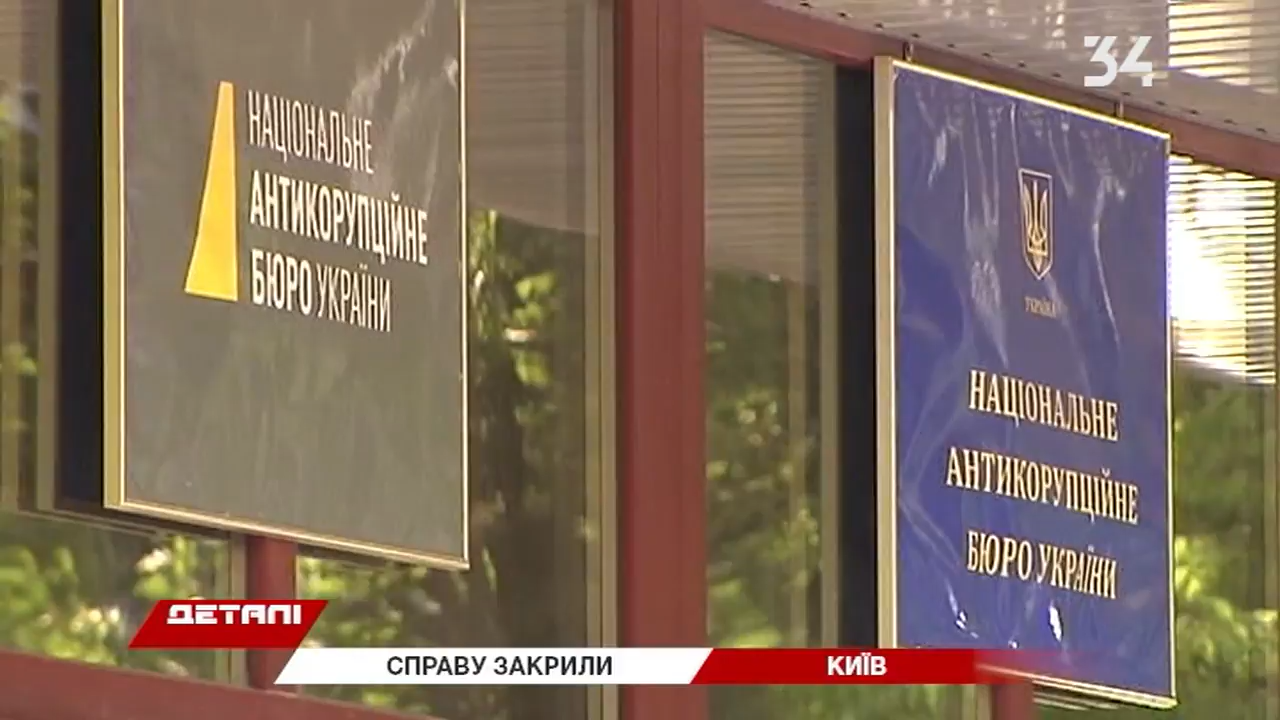 34
НАЦІОНАЛЬНЕ
АНТИКОРУПЦІЙНЕ
БЮРО УКРАЇНИ
УКРАЇНА
НАЦІОНАЛЬНЕ
АНТИКОРУПЦІЙНЕ
БЮРО УКРАЇНИ
ДЕТАЛІ
СПРАВУ ЗАКРИЛИ
КИЇВ